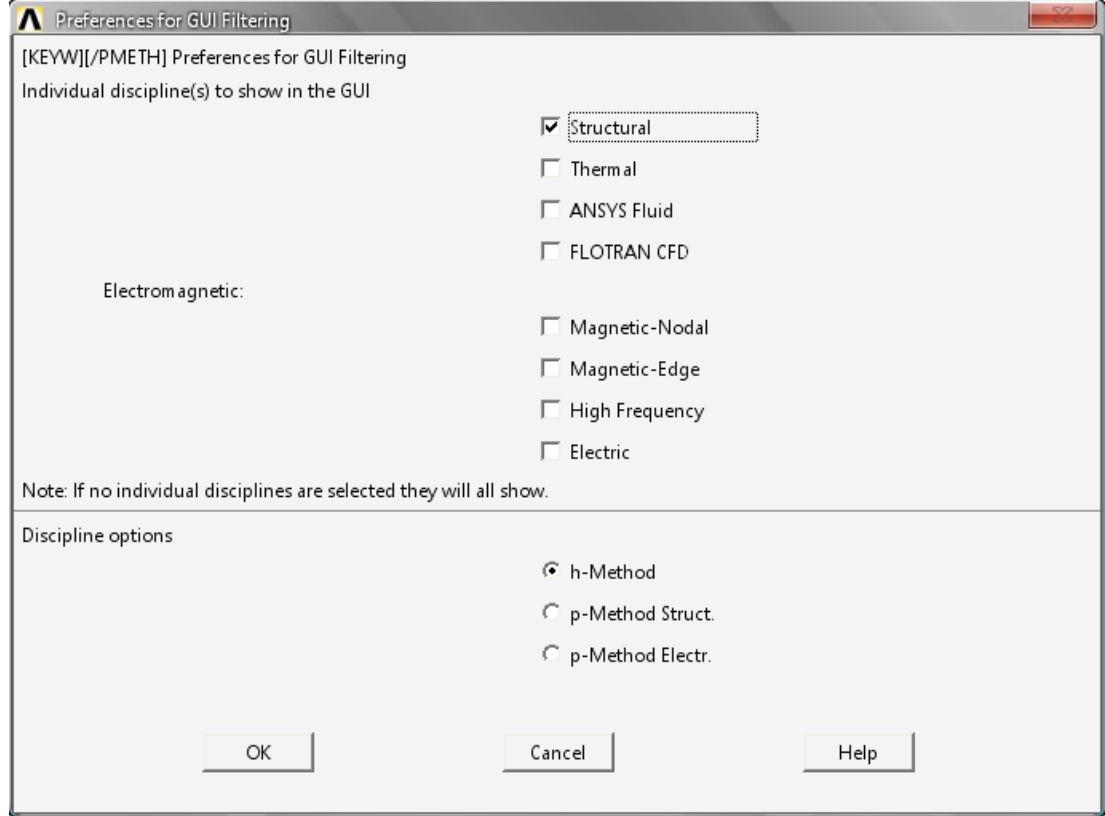 Preferences for GUI Filtering
[KEYW][/PMETH] Preferences for GUI Filtering
Individual discipline(s) to show in the GUI
Structural
Thermal
ANSYS Fluid
FLOTRAN CFD
Electromagnetic:
Magnetic-Nodal
Magnetic-Edge
High Frequency
Electric
Note: If no individual disciplines are selected they will all show.
Discipline options
h-Method
p-Method Struct.
p-Method Electr.
OK Cancel Help